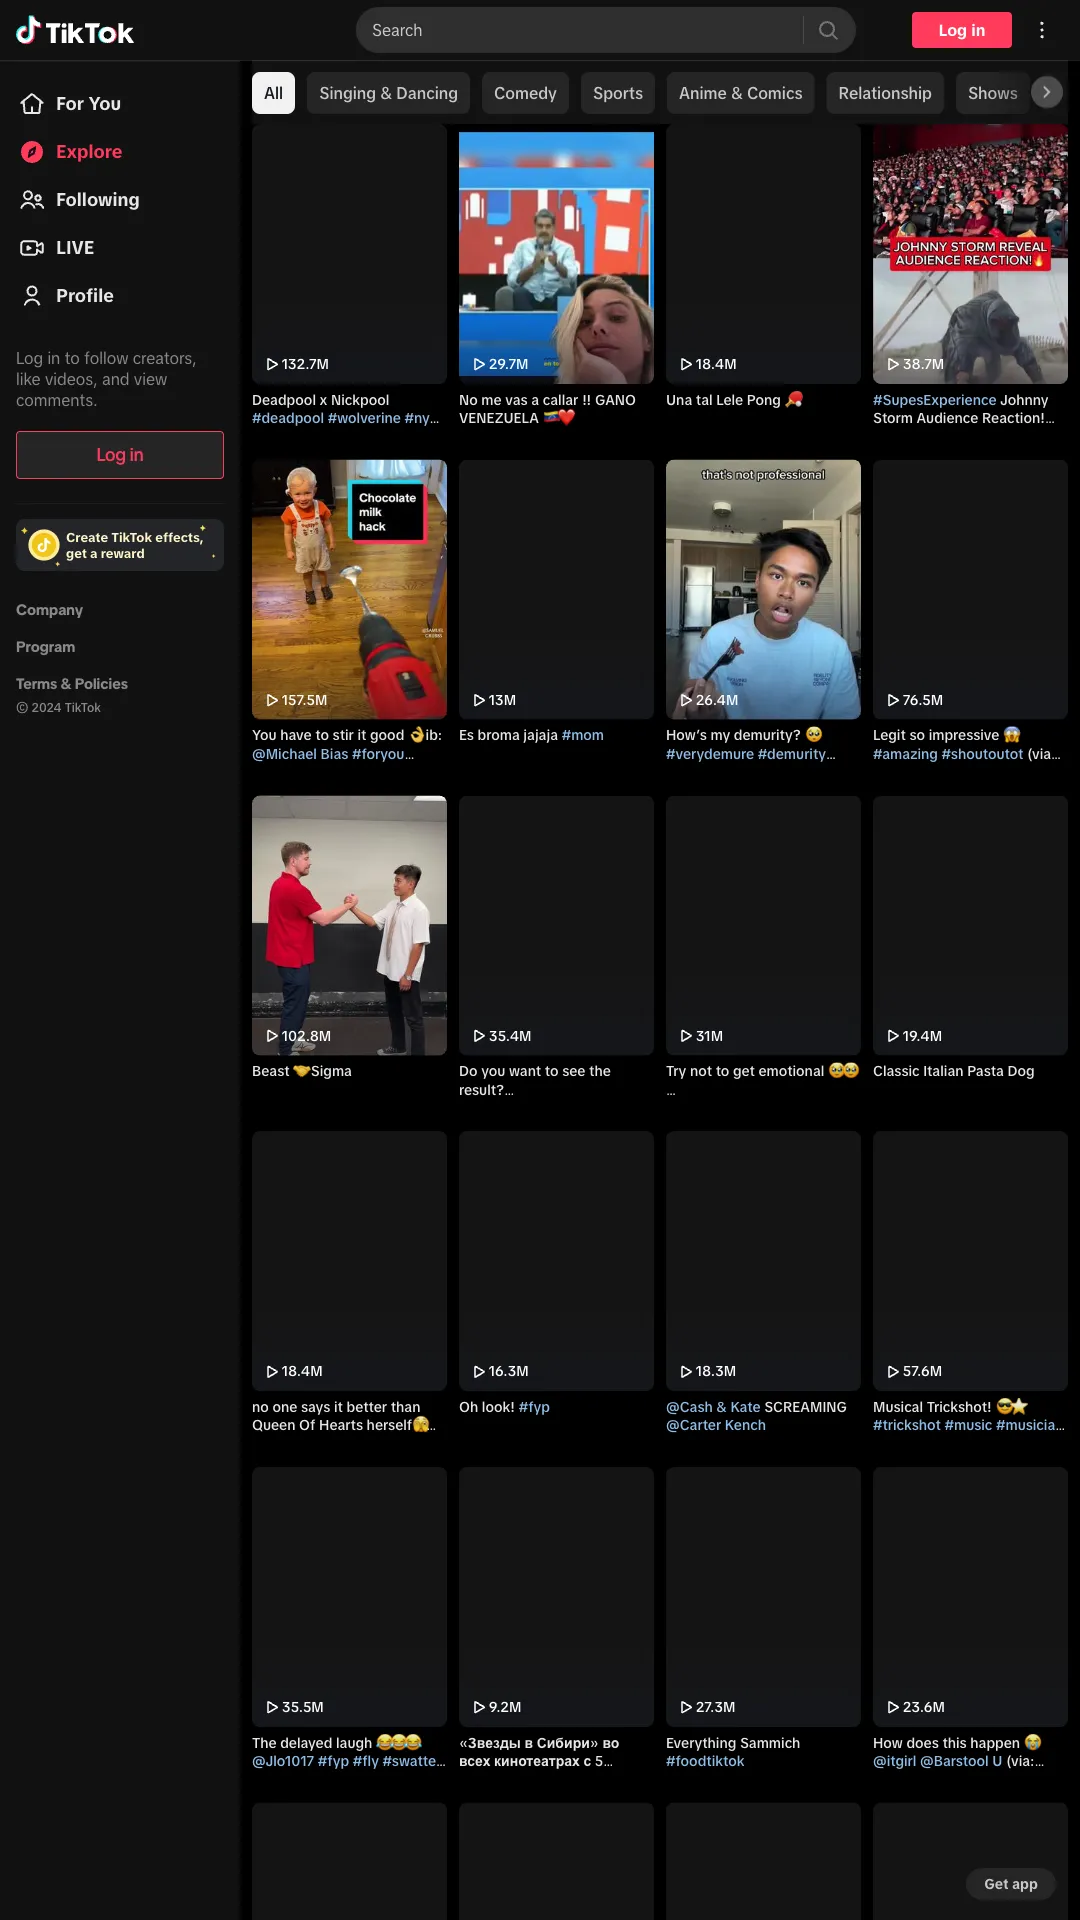 TikTok
Search
Log in
For You
Explore
Following
LIVE
Profile
Log in to follow creators,
like videos, and view
comments.
Log in
Create TikTok effects,
get a reward
Company
Program
Terms & Policies
© 2024 TikTok
All
Singing & Dancing
Comedy
Sports
Anime & Comics
Relationship
Shows
132.7M
Deadpool x Nickpool
#deadpool #wolverine #ny...
29.7M
No me vas a callar !! GANO
VENEZUELA 🇻🇪❤️
18.4M
Una tal Lele Pong 🏓
JOHNNY STORM REVEAL
AUDIENCE REACTION!🔥
38.7M
#SupesExperience Johnny
Storm Audience Reaction!...
Chocolate
milk
hack
157.5M
You have to stir it good 👌ib:
@Michael Bias #foryou...
13M
Es broma jajaja #mom
that's not professional
26.4M
How's my demurity? 🥺
#verydemure #demurity...
76.5M
Legit so impressive 😱
#amazing #shoutoutot (via...
102.8M
Beast 🤝Sigma
35.4M
Do you want to see the
result?...
31M
Try not to get emotional 🥹🥹
...
19.4M
Classic Italian Pasta Dog
18.4M
no one says it better than
Queen Of Hearts herself🫣...
16.3M
Oh look! #fyp
18.3M
@Cash & Kate SCREAMING
@Carter Kench
57.6M
Musical Trickshot! 😎⭐
#trickshot #music #musicia...
35.5M
The delayed laugh 😂😂😂
@Jlo1017 #fyp #fly #swatte...
9.2M
«Звезды в Сибири» во
всех кинотеатрах с 5...
27.3M
Everything Sammich
#foodtiktok
23.6M
How does this happen 😭
@itgirl @Barstool U (via:...
Get app